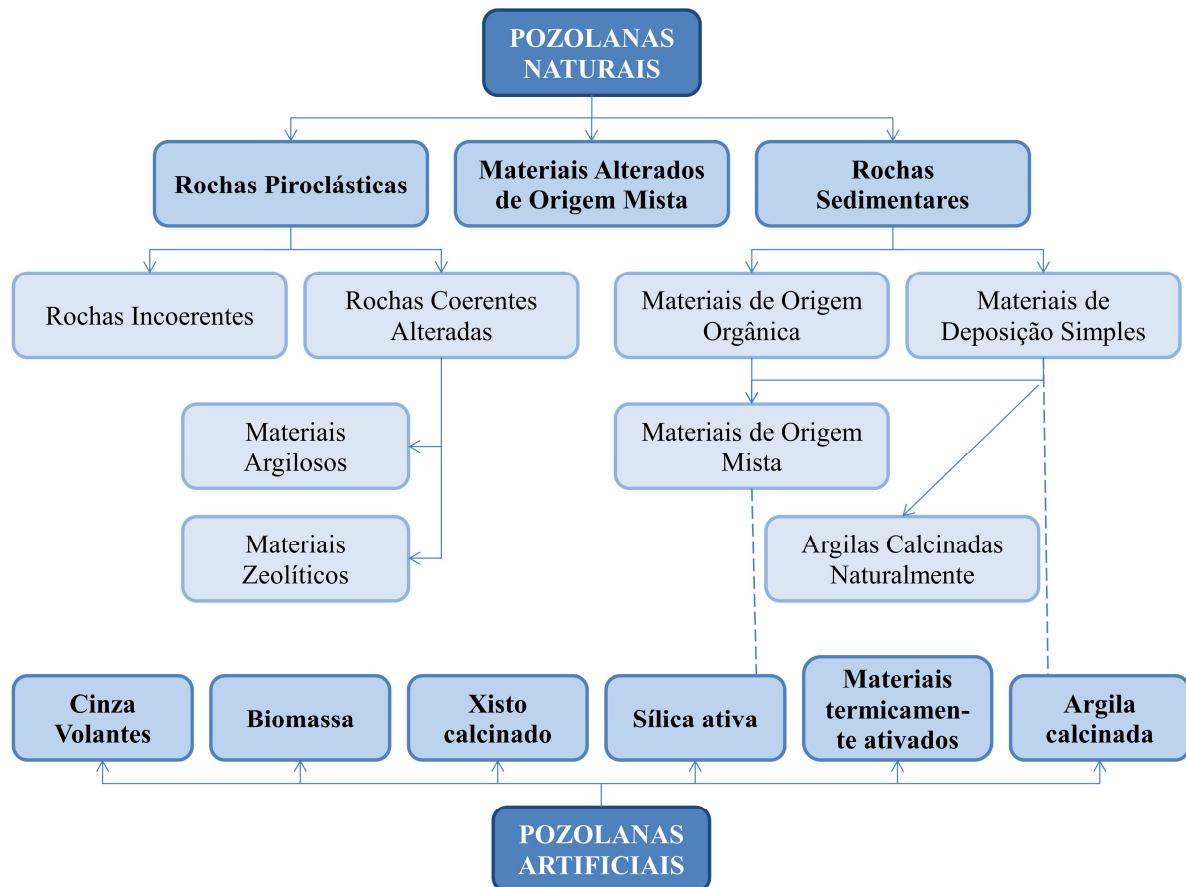 POZOLANAS
NATURAIS
Rochas Piroclásticas
Materiais Alterados
de Origem Mista
Rochas
Sedimentares
Rochas Incoerentes
Rochas Coerentes
Alteradas
Materiais de Origem
Orgânica
Materiais de
Deposição Simples
Materiais
Argilosos
Materiais de Origem
Mista
Materiais
Zeolíticos
Argilas Calcinadas
Naturalmente
Cinza
Volantes
Biomassa
Xisto
calcinado
Sílica ativa
Materiais
termicamen-
te ativados
Argila
calcinada
POZOLANAS
ARTIFICIAIS